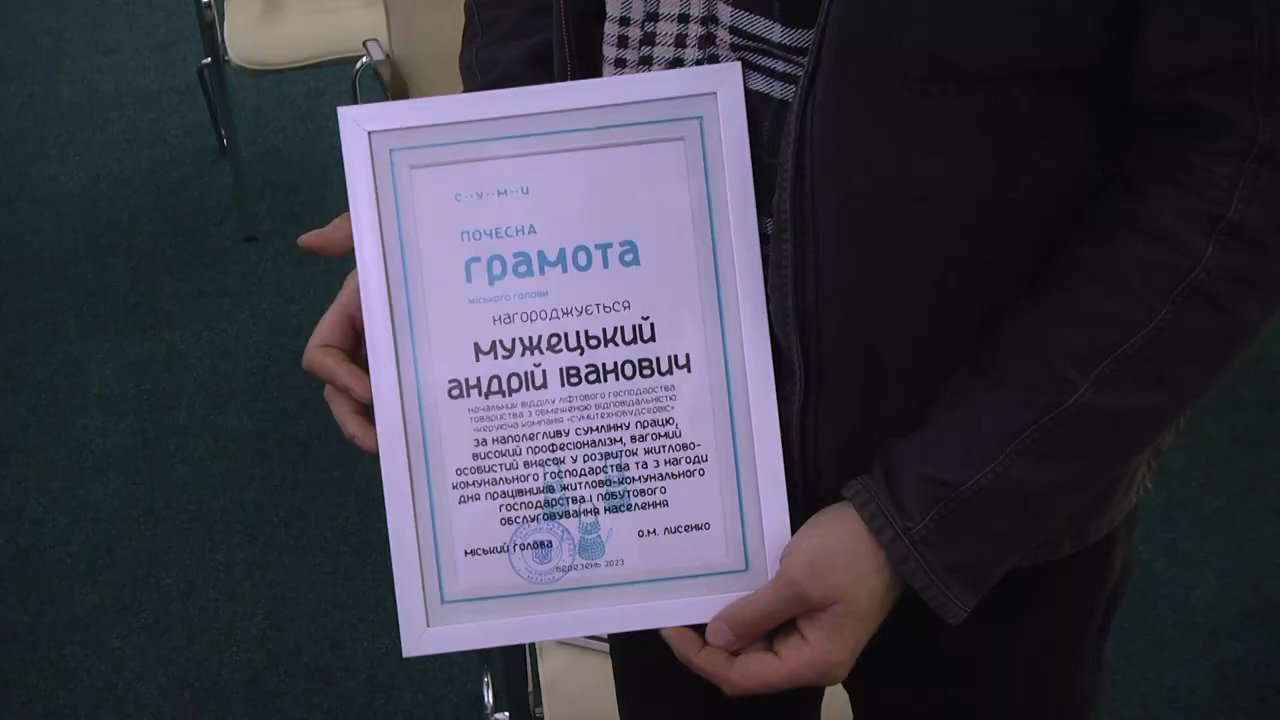 с··у··м··и
ПОЧЕСНА
грамота
міського голови
нагороджується
мужецький
андрій іванович
начальник відділу ліфтового господарства
товариства з обмеженою відповідальністю
«керуюча компанія «сумитехнобудсервіс»
за наполегливу сумлінну працю,
високий професіоналізм, вагомий
особистий внесок у розвиток житлово-
комунального господарства та з нагоди
дня працівників житлово-комунального
господарства і побутового
обслуговування населення
міський голова
о.м. лисенко
березень 2023